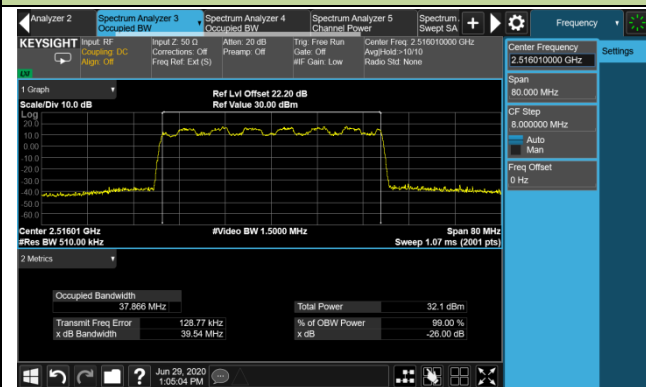 Analyzer 2
Spectrum Analyzer 3
Occupied BW
Spectrum Analyzer 4
Occupied BW
Spectrum Analyzer 5
Channel Power
Spectrum
Swept SA
Frequency
KEYSIGHT
Input: RF
Coupling: DC
Align: Off
Input Z: 50 Ω
Corrections: Off
Freq Ref: Ext (S)
Atten: 20 dB
Preamp: Off
Trig: Free Run
Gate: Off
#IF Gain: Low
Center Freq: 2.516010000 GHz
Avg|Hold:>10/10
Radio Std: None
Center Frequency
2.516010000 GHz
Settings
Span
80.000 MHz
CF Step
8.000000 MHz
Auto
Man
Freq Offset
0 Hz
1 Graph
Scale/Div 10.0 dB
Ref Lvl Offset 22.20 dB
Ref Value 30.00 dBm
Log
20.0
10.0
0.00
-10.0
-20.0
-30.0
-40.0
-50.0
-60.0
Center 2.51601 GHz
#Res BW 510.00 kHz
#Video BW 1.5000 MHz
Span 80 MHz
Sweep 1.07 ms (2001 pts)
2 Metrics
Occupied Bandwidth
37.866 MHz
Total Power 32.1 dBm
Transmit Freq Error 128.77 kHz
% of OBW Power 99.00 %
x dB Bandwidth 39.54 MHz
x dB -26.00 dB
Jun 29, 2020
1:05:04 PM